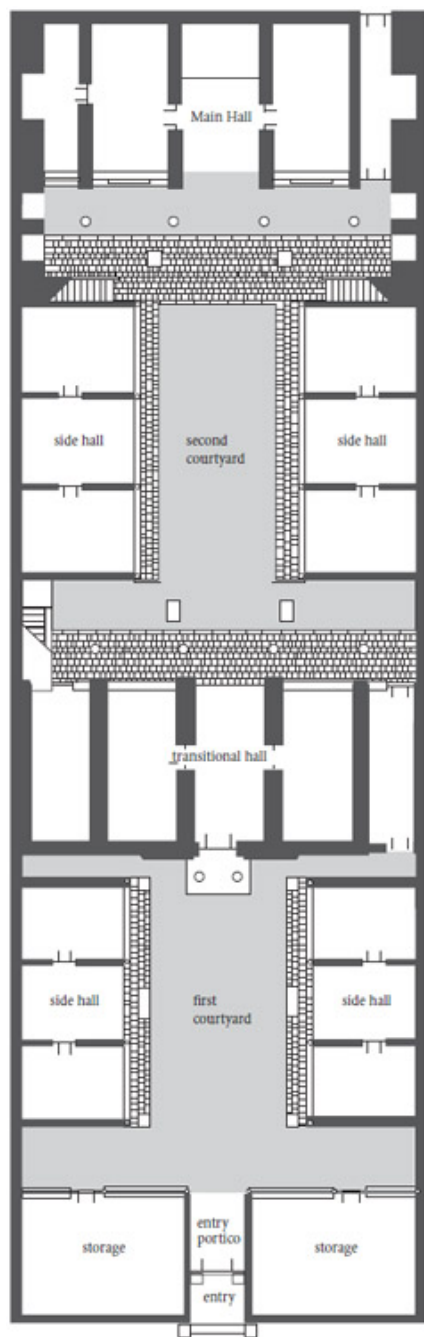 Main Hall
side hall
second
courtyard
side hall
transitional hall
side hall
first
courtyard
side hall
storage
entry
portico
storage
entry